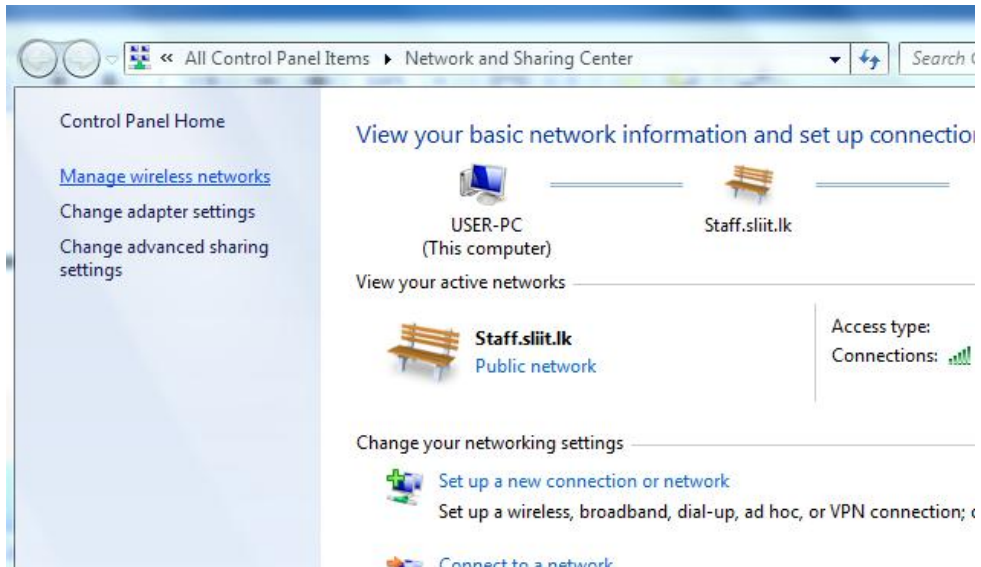 « All Control Panel Items ▸ Network and Sharing Center
Search
Control Panel Home
Manage wireless networks
Change adapter settings
Change advanced sharing
settings
View your basic network information and set up connectio
USER-PC
(This computer)
Staff.sliit.lk
View your active networks
Staff.sliit.lk
Public network
Access type:
Connections:
Change your networking settings
Set up a new connection or network
Set up a wireless, broadband, dial-up, ad hoc, or VPN connection;
Connect to a network